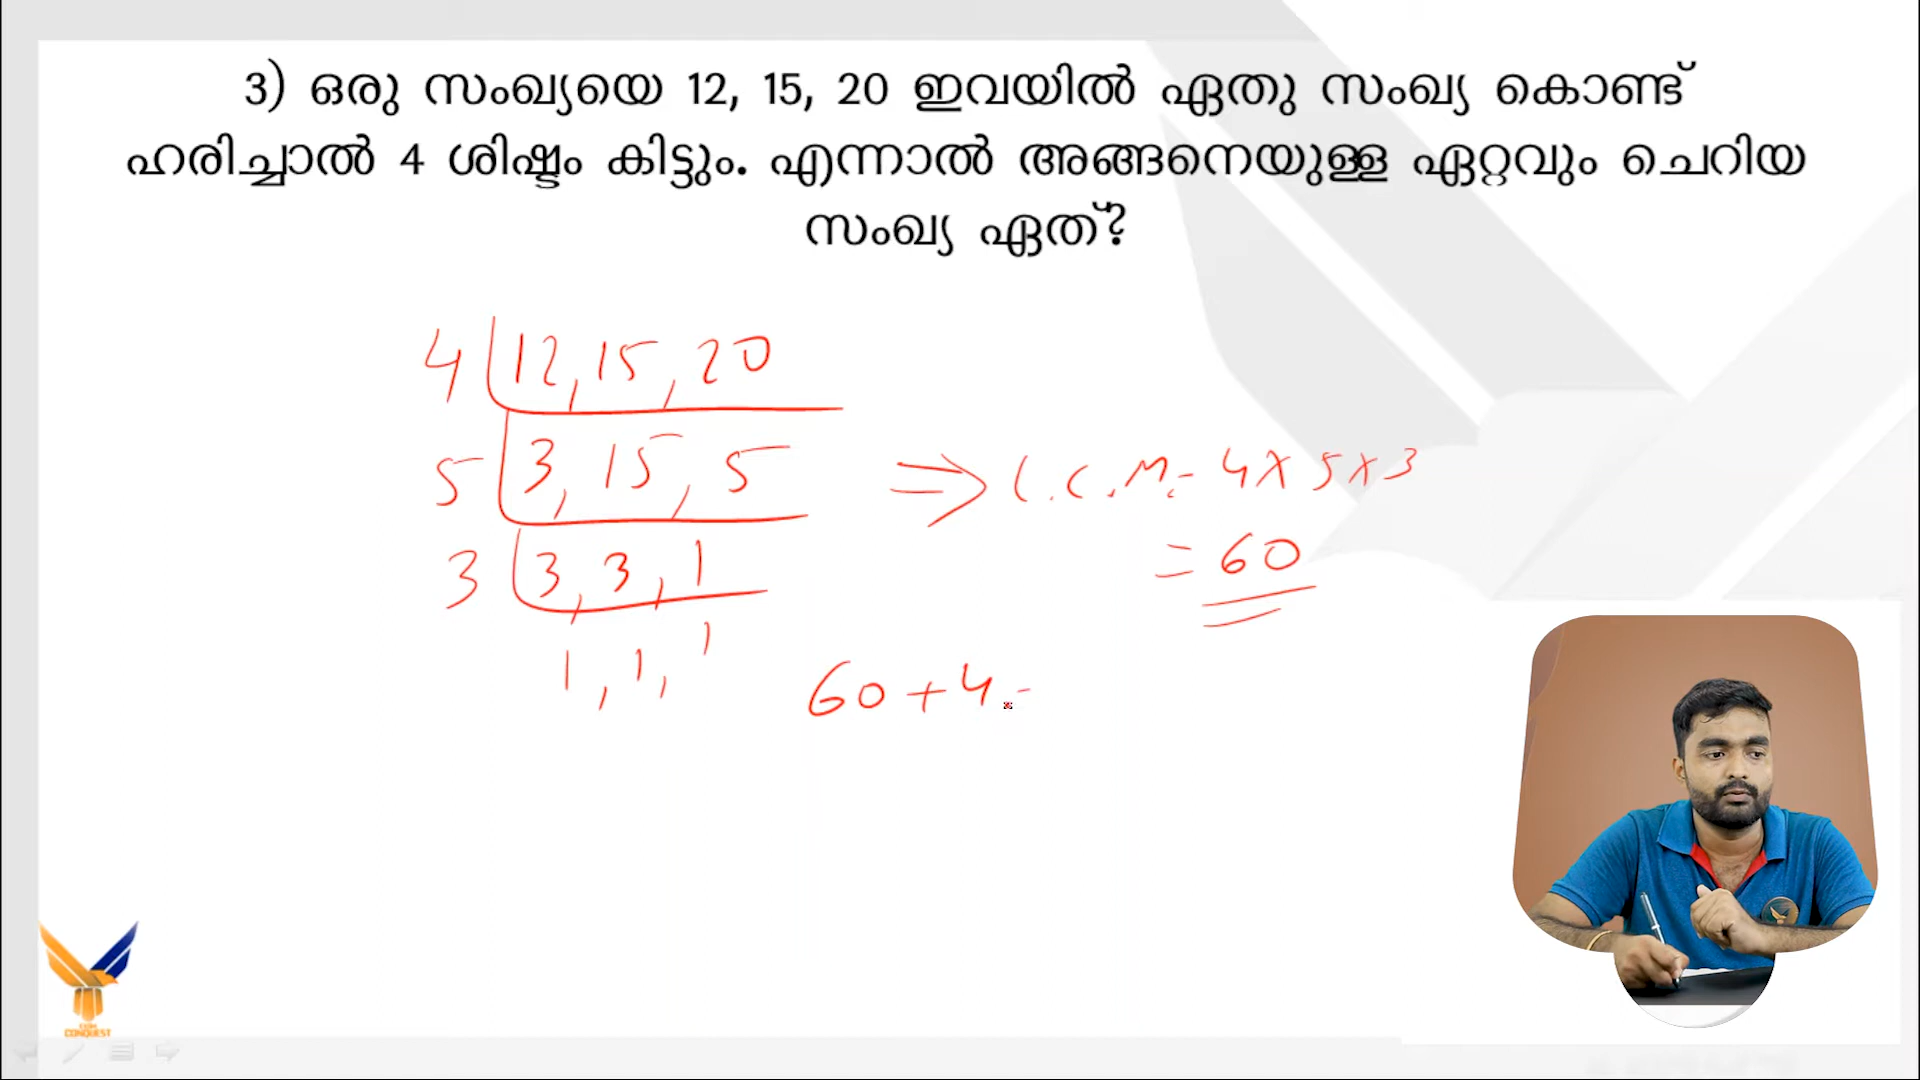 3) ഒരു സംഖ്യയെ 12, 15, 20 ഇവയിൽ ഏതു സംഖ്യ കൊണ്ട്
ഹരിച്ചാൽ 4 ശിഷ്ടം കിട്ടും. എന്നാൽ അങ്ങനെയുള്ള ഏറ്റവും ചെറിയ
സംഖ്യ ഏത്?
4 12, 15, 20
5 3, 15, 5 ⇒ L.C.M. - 4 x 5 x 3
3 3, 3, 1 = 60
1, 1, 1
60 + 4 =
CONQUEST